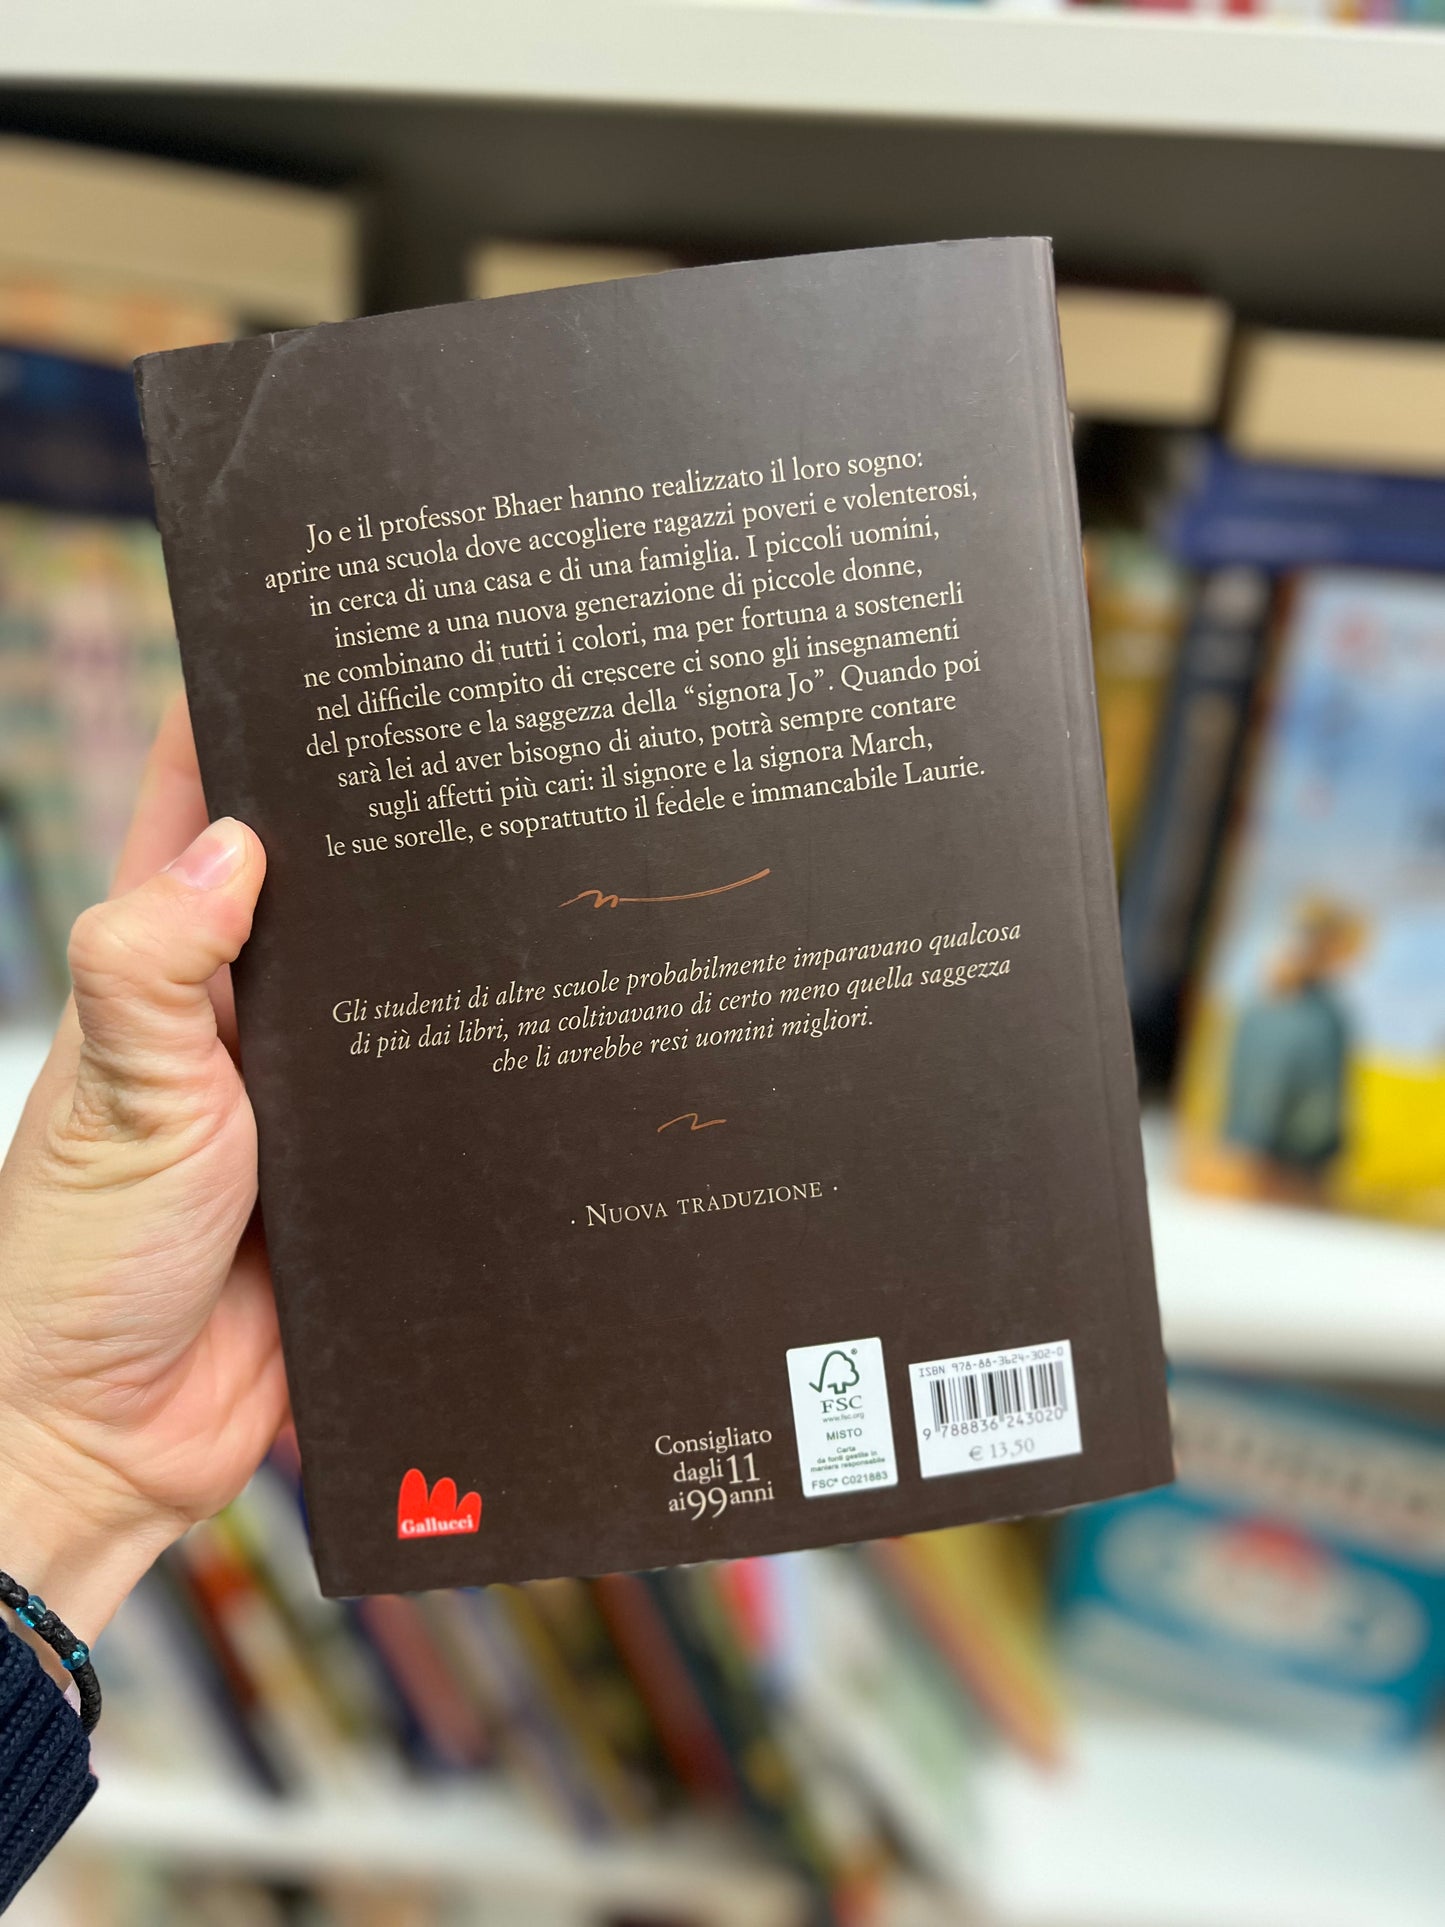 Jo e il professor Bhaer hanno realizzato il loro sogno:
aprire una scuola dove accogliere ragazzi poveri e volenterosi,
in cerca di una casa e di una famiglia. I piccoli uomini,
insieme a una nuova generazione di piccole donne,
ne combinano di tutti i colori, ma per fortuna a sostenerli
nel difficile compito di crescere ci sono gli insegnamenti
del professore e la saggezza della “signora Jo”. Quando poi
sarà lei ad aver bisogno di aiuto, potrà sempre contare
sugli affetti più cari: il signore e la signora March,
le sue sorelle, e soprattutto il fedele e immancabile Laurie.
Gli studenti di altre scuole probabilmente imparavano qualcosa
di più dai libri, ma coltivavano di certo meno quella saggezza
che li avrebbe resi uomini migliori.
· NUOVA TRADUZIONE ·
Gallucci
Consigliato
dagli 11
ai 99 anni
®
FSC
www.fsc.org
MISTO
Carta
da fonti gestite in
maniera responsabile
FSC® C021883
ISBN 978-88-3624-302-0
9 788836 243020
€ 13,50